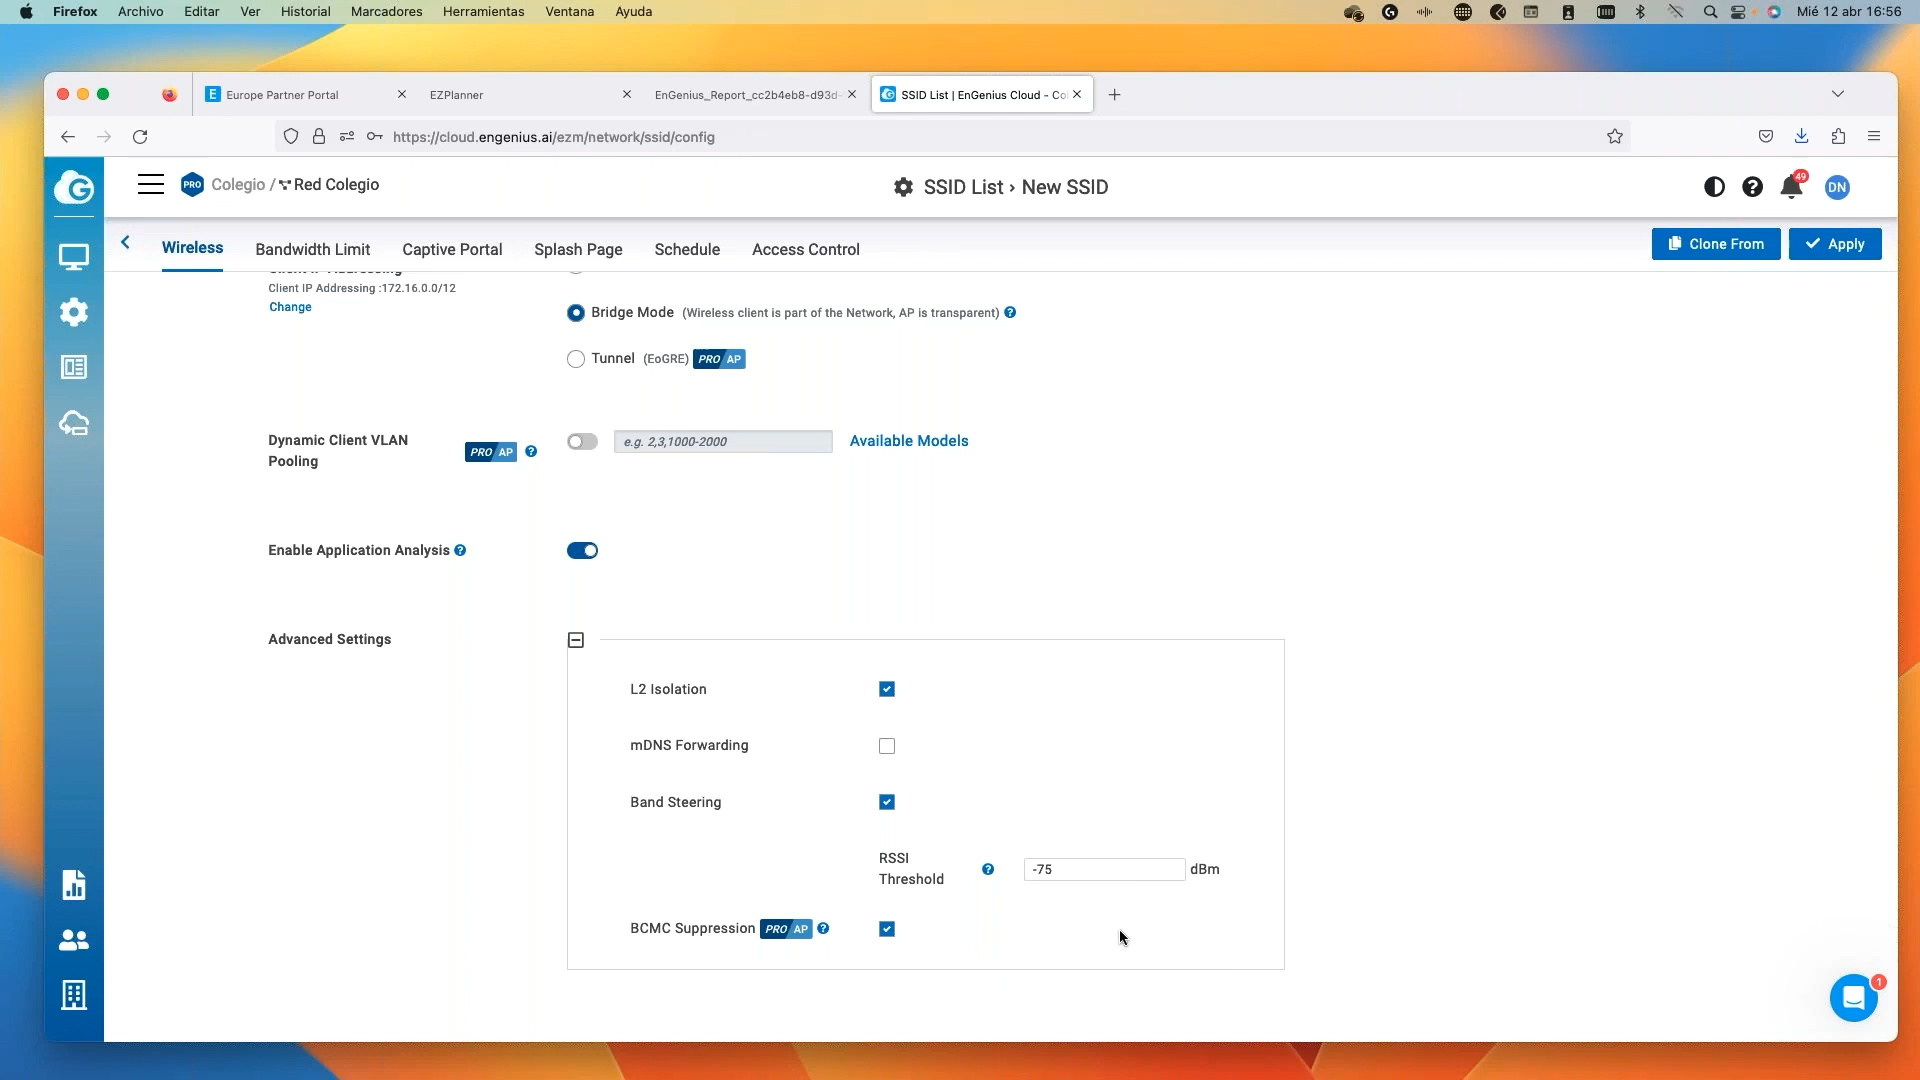 Firefox Archivo Editar Ver Historial Marcadores Herramientas Ventana Ayuda Mié 12 abr 16:56
E Europe Partner Portal EZPlanner EnGenius_Report_cc2b4eb8-d93d- SSID List | EnGenius Cloud - Co
https://cloud.engenius.ai/ezm/network/ssid/config
G PRO Colegio / Red Colegio SSID List › New SSID 49 DN
Wireless Bandwidth Limit Captive Portal Splash Page Schedule Access Control Clone From Apply
Client IP Addressing
Client IP Addressing :172.16.0.0/12
Change
Bridge Mode (Wireless client is part of the Network, AP is transparent)
Tunnel (EoGRE) PRO AP
Dynamic Client VLAN
Pooling PRO AP
e.g. 2,3,1000-2000 Available Models
Enable Application Analysis
Advanced Settings
L2 Isolation
mDNS Forwarding
Band Steering
RSSI
Threshold -75 dBm
BCMC Suppression PRO AP
1